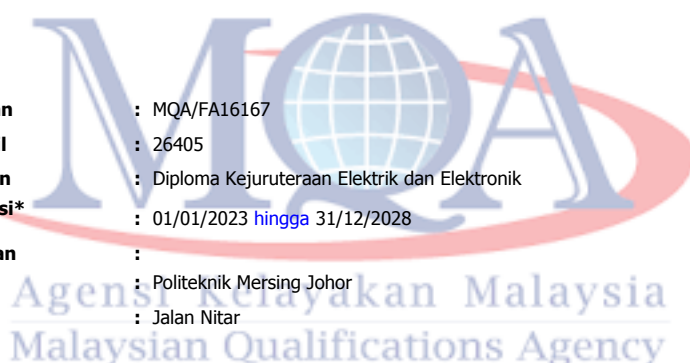 MQA
an : MQA/FA16167
l : 26405
n : Diploma Kejuruteraan Elektrik dan Elektronik
si* : 01/01/2023 hingga 31/12/2028
an :
: Politeknik Mersing Johor
: Jalan Nitar
Agensi Kelayakan Malaysia
Malaysian Qualifications Agency